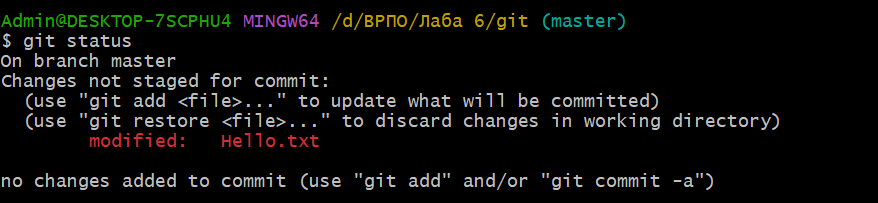 Admin@DESKTOP-7SCPHU4 MINGW64 /d/ВРПО/Лаба 6/git (master)
$ git status
On branch master
Changes not staged for commit:
  (use "git add <file>..." to update what will be committed)
  (use "git restore <file>..." to discard changes in working directory)
        modified:   Hello.txt

no changes added to commit (use "git add" and/or "git commit -a")